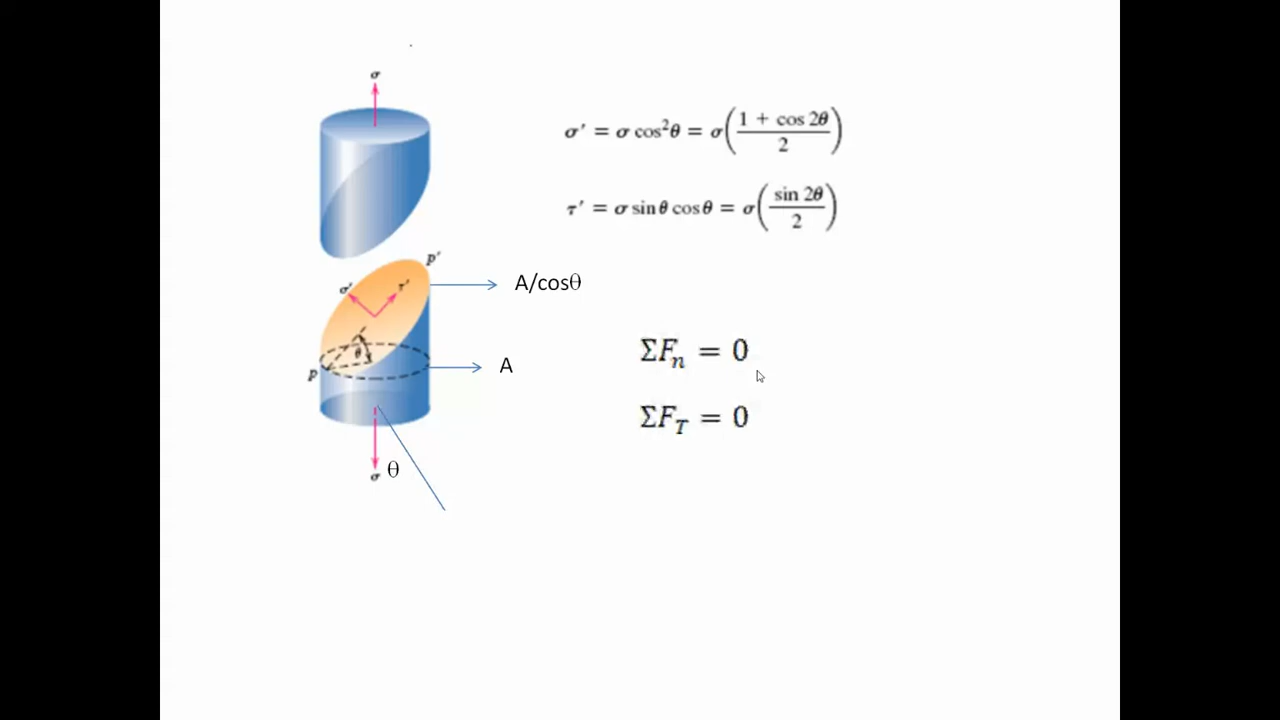 σ
σ′ = σ cos²θ = σ((1 + cos 2θ)/2)
τ′ = σ sin θ cos θ = σ((sin 2θ)/2)
p′
σ′ τ′
A/cosθ
θ
p
A
ΣFₙ = 0
ΣF_T = 0
σ θ